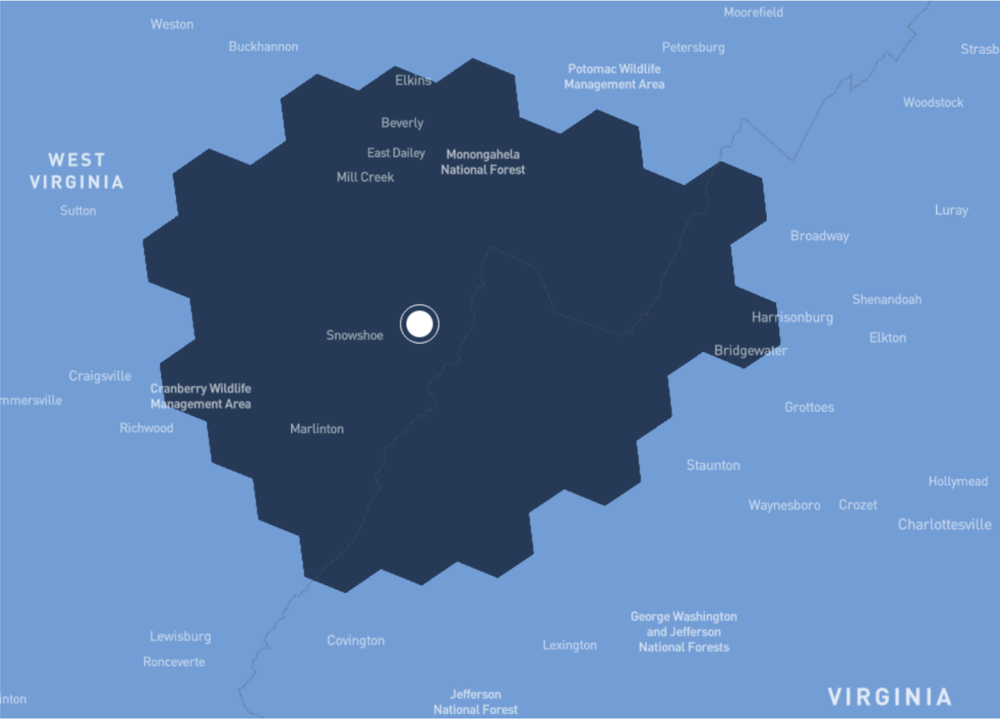 Moorefield
Weston
Buckhannon
Petersburg
Strasb
Potomac Wildlife
Management Area
Elkins
Woodstock
Beverly
East Dailey
Monongahela
National Forest
WEST
VIRGINIA
Mill Creek
Sutton
Luray
Broadway
Shenandoah
Harrisonburg
Snowshoe
Elkton
Bridgewater
Craigsville
Cranberry Wildlife
Management Area
mmersville
Grottoes
Richwood
Marlinton
Staunton
Hollymead
Waynesboro
Crozet
Charlottesville
George Washington
and Jefferson
National Forests
Lewisburg
Covington
Lexington
Ronceverte
Jefferson
National Forest
VIRGINIA
inton